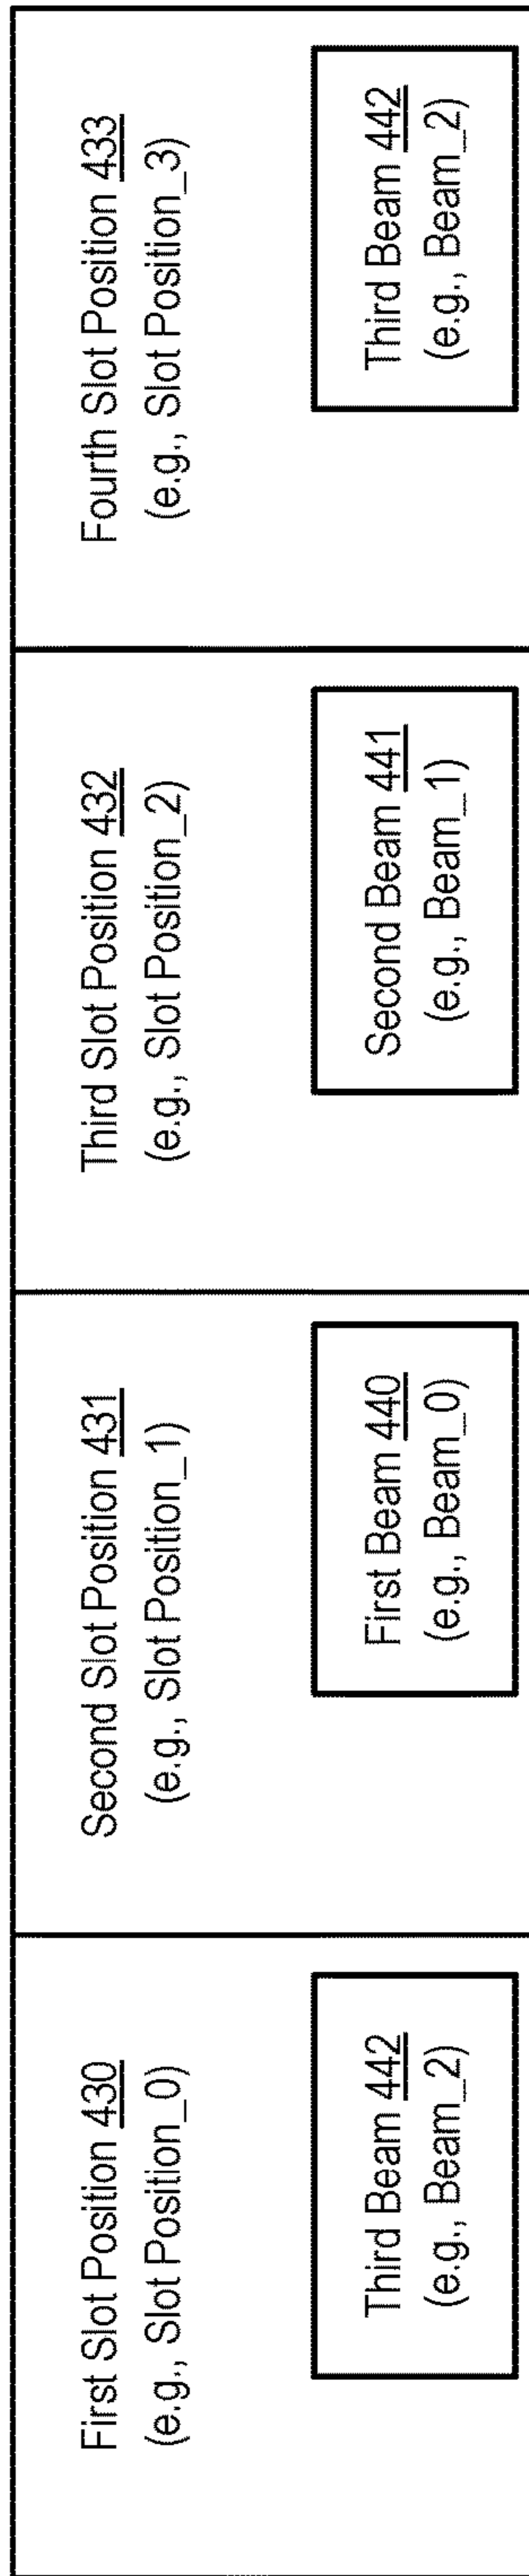 First Slot Position 430
(e.g., Slot Position_0)
Third Beam 442
(e.g., Beam_2)
Second Slot Position 431
(e.g., Slot Position_1)
First Beam 440
(e.g., Beam_0)
Third Slot Position 432
(e.g., Slot Position_2)
Second Beam 441
(e.g., Beam_1)
Fourth Slot Position 433
(e.g., Slot Position_3)
Third Beam 442
(e.g., Beam_2)